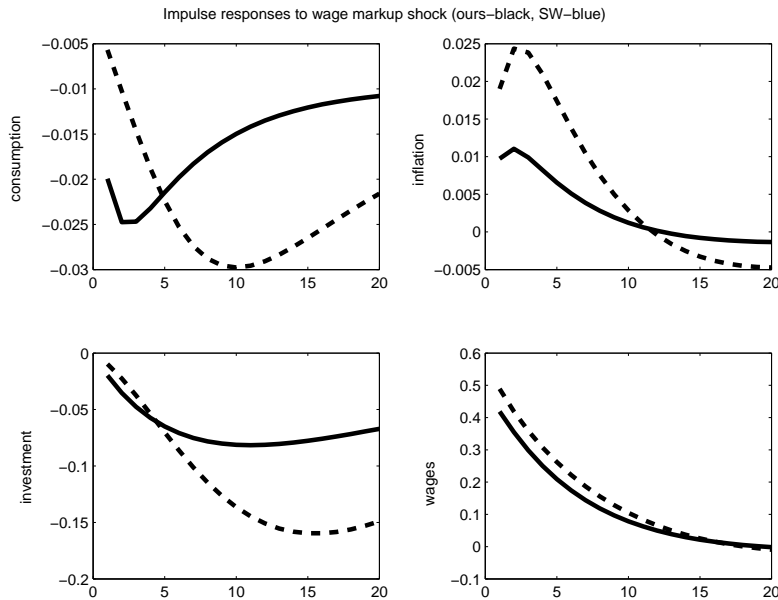 Impulse responses to wage markup shock (ours−black, SW−blue)
consumption
−0.005
−0.01
−0.015
−0.02
−0.025
−0.03
0 5 10 15 20
inflation
0.025
0.02
0.015
0.01
0.005
0
−0.005
0 5 10 15 20
investment
0
−0.05
−0.1
−0.15
−0.2
0 5 10 15 20
wages
0.6
0.5
0.4
0.3
0.2
0.1
0
−0.1
0 5 10 15 20